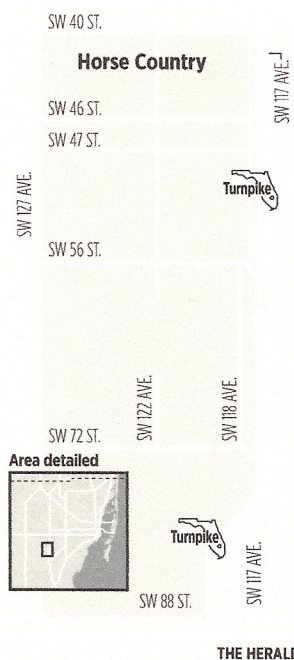 SW 40 ST.
Horse Country
SW 117 AVE.
SW 46 ST.
SW 47 ST.
SW 127 AVE.
Turnpike
SW 56 ST.
SW 122 AVE.
SW 118 AVE.
SW 72 ST.
Area detailed
Turnpike
SW 117 AVE.
SW 88 ST.
THE HERALD